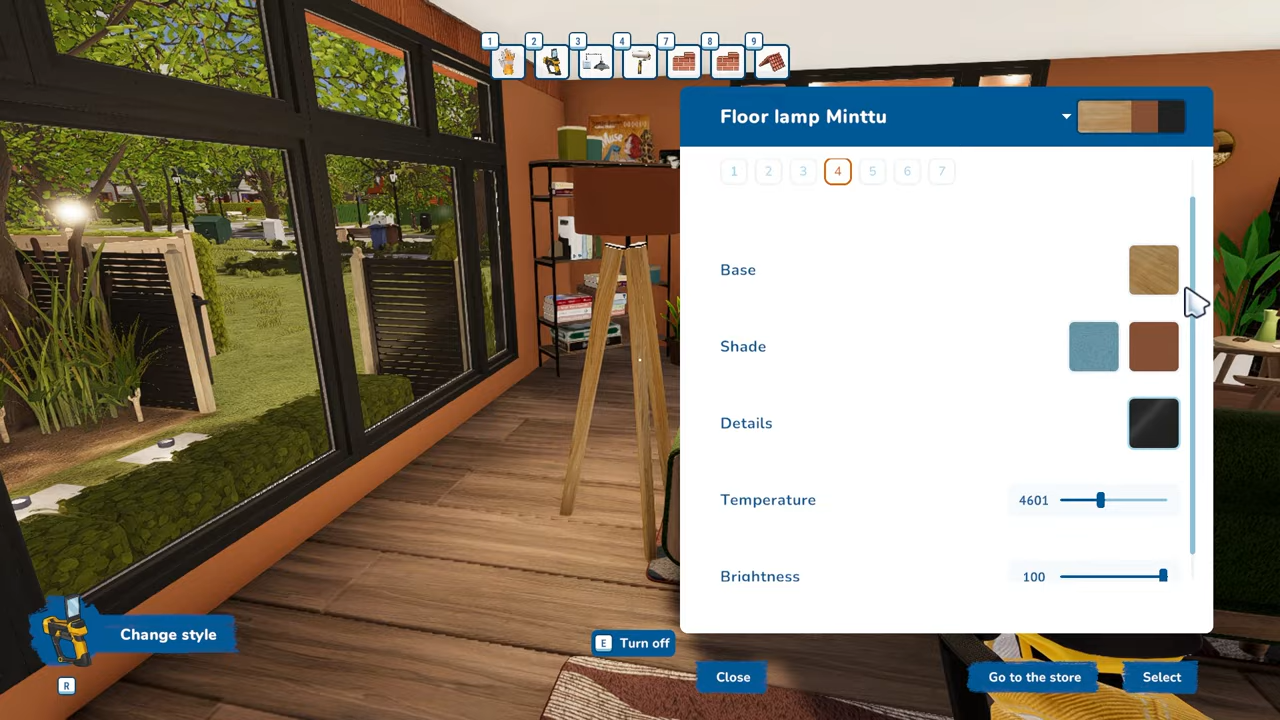 1 2 3 4 7 8 9
Floor lamp Minttu
1 2 3 4 5 6 7
Base
Shade
Details
Temperature 4601
Brightness 100
Change style
R
E Turn off
Close
Go to the store
Select